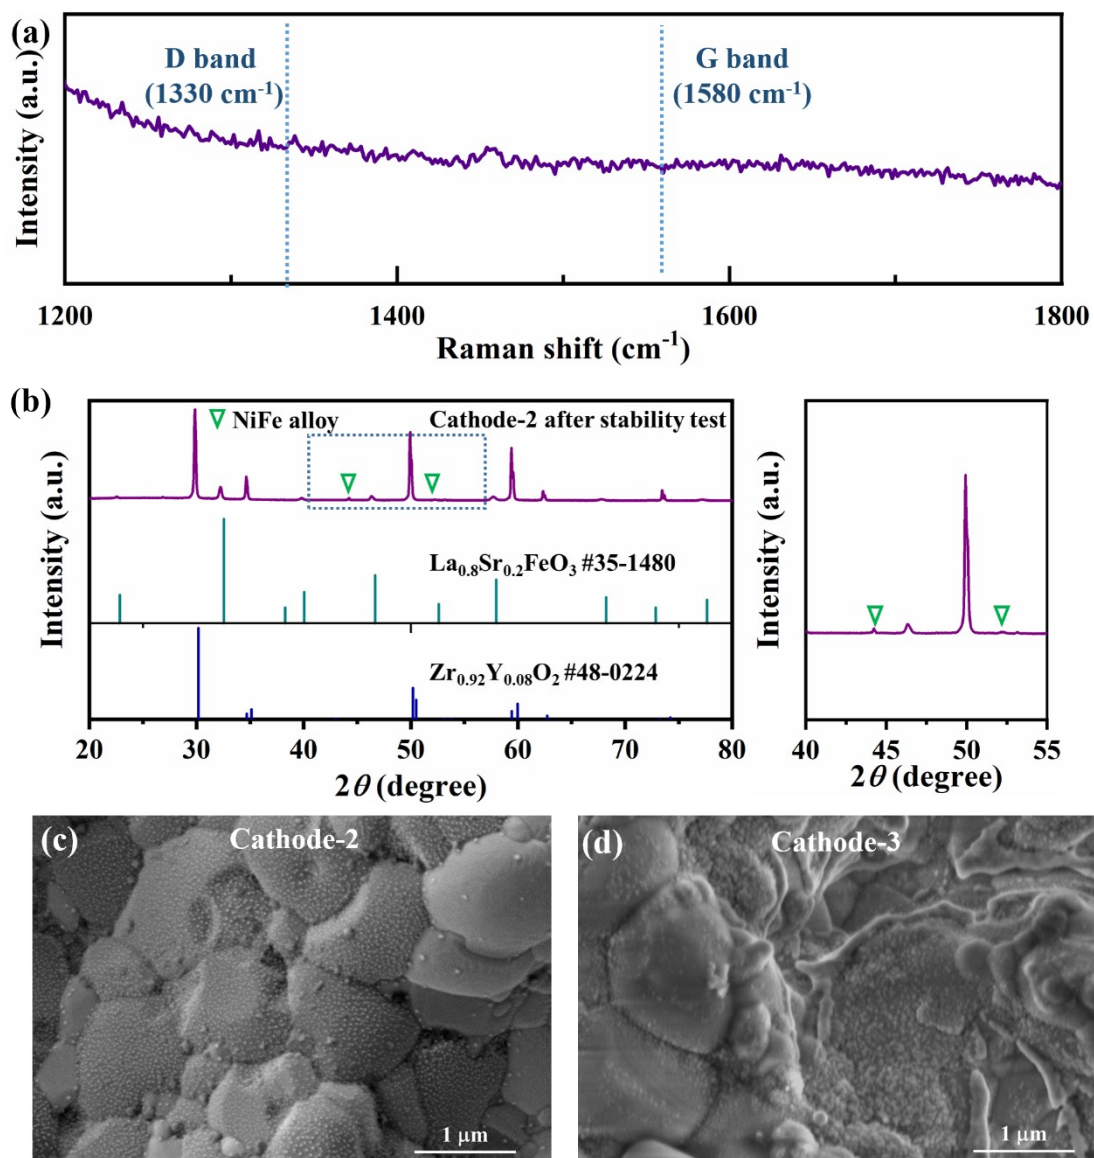 (a)
D band
(1330 cm⁻¹)
G band
(1580 cm⁻¹)
Intensity (a.u.)
1200 1400 1600 1800
Raman shift (cm⁻¹)
(b)
NiFe alloy
Cathode-2 after stability test
La₀.₈Sr₀.₂FeO₃ #35-1480
Zr₀.₉₂Y₀.₀₈O₂ #48-0224
Intensity (a.u.)
20 30 40 50 60 70 80
2θ (degree)
Intensity (a.u.)
40 45 50 55
2θ (degree)
(c)
Cathode-2
1 μm
(d)
Cathode-3
1 μm